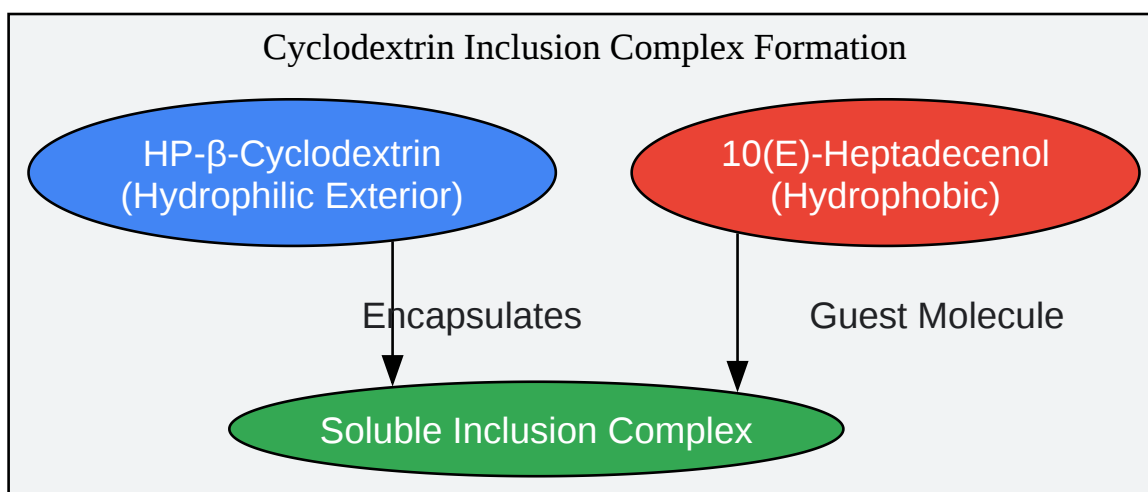 Cyclodextrin Inclusion Complex Formation
HP-β-Cyclodextrin
(Hydrophilic Exterior)
10(E)-Heptadecenol
(Hydrophobic)
Encapsulates
Guest Molecule
Soluble Inclusion Complex